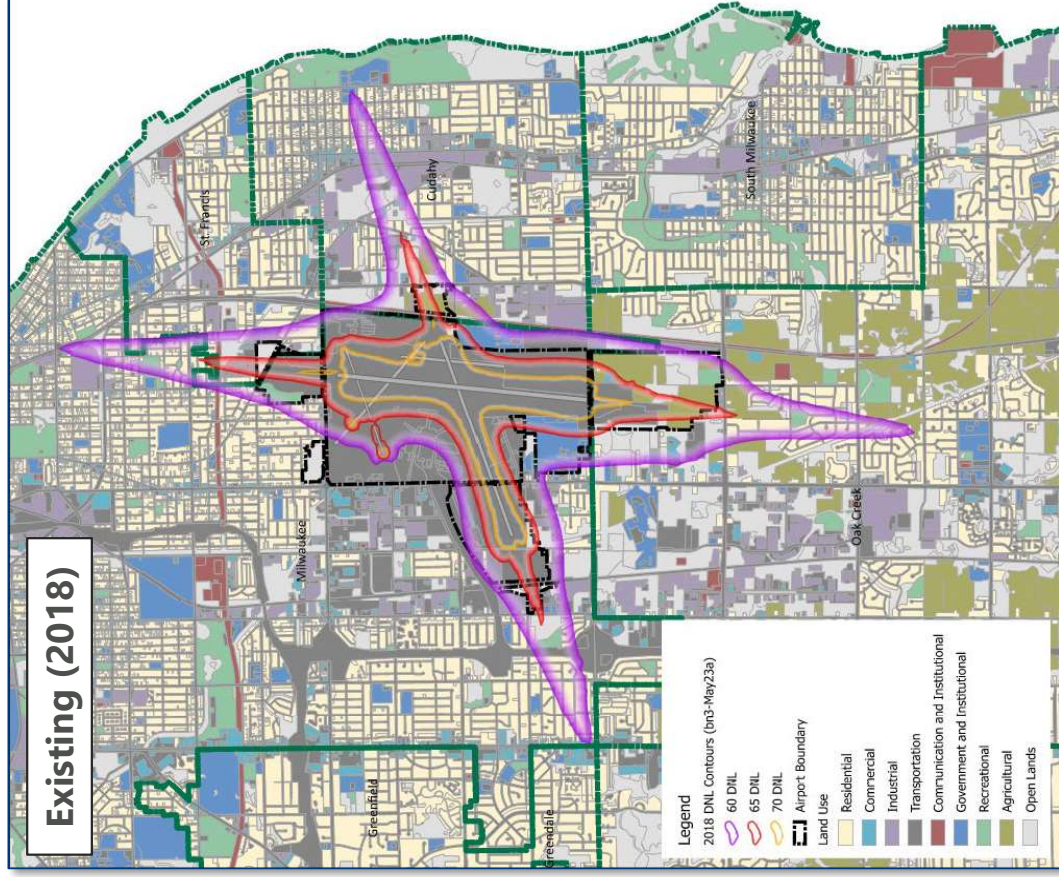 Existing (2018)
St. Francis
Cudahy
Milwaukee
South Milwaukee
Oak Creek
Greenfield
Greendale
Legend
2018 DNL Contours (bn3-May23a)
60 DNL
65 DNL
70 DNL
Airport Boundary
Land Use
Residential
Commercial
Industrial
Transportation
Communication and Institutional
Government and Institutional
Recreational
Agricultural
Open Lands